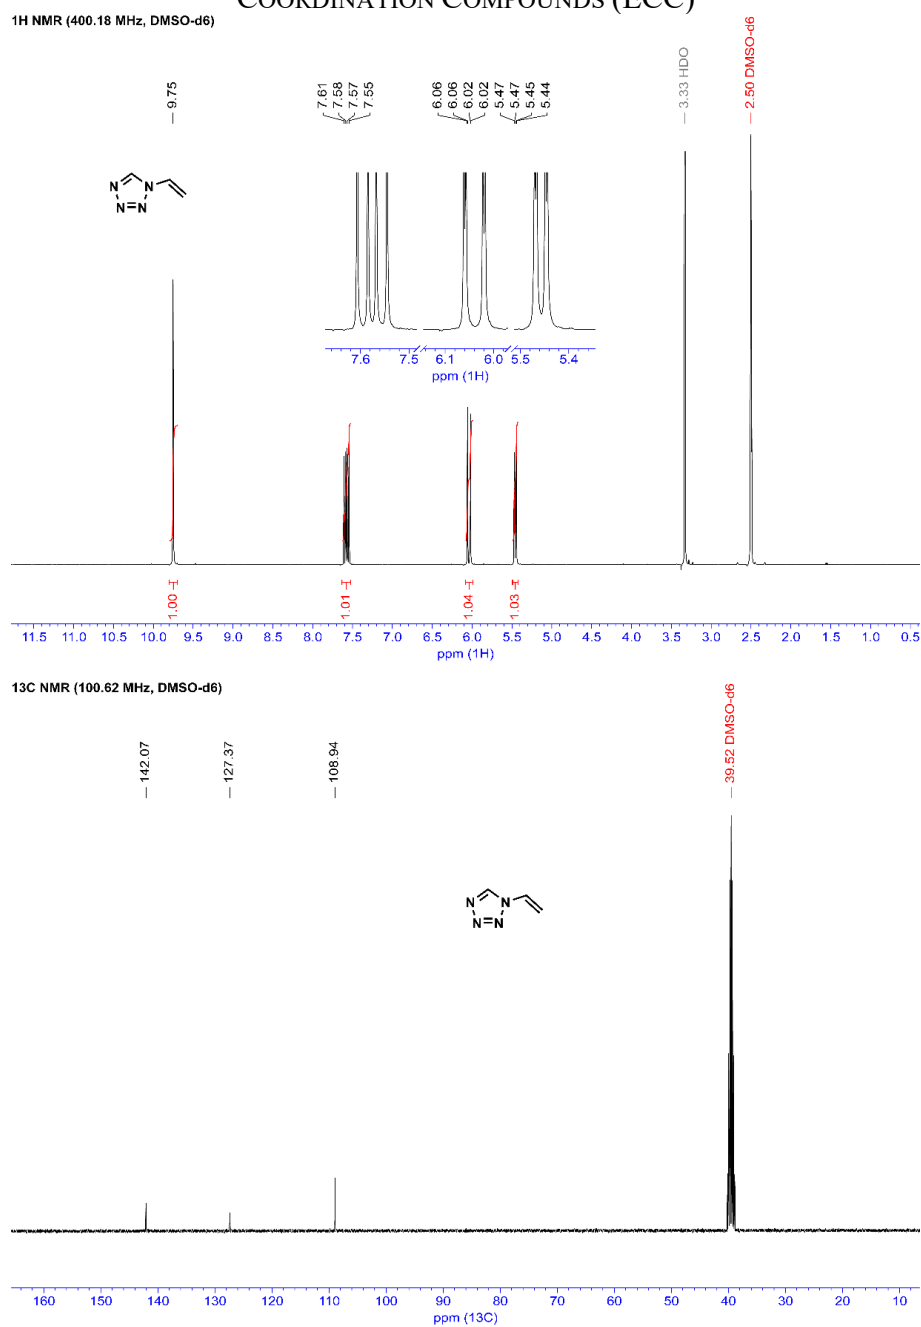 COORDINATION COMPOUNDS (ECC)
1H NMR (400.18 MHz, DMSO-d6)
9.75
7.61
7.58
7.57
7.55
6.06
6.06
6.02
6.02
5.47
5.47
5.45
5.44
3.33 HDO
2.50 DMSO-d6
N N
N=N
7.6 7.5 6.1 6.0 5.5 5.4
ppm (1H)
1.00
1.01
1.04
1.03
11.5 11.0 10.5 10.0 9.5 9.0 8.5 8.0 7.5 7.0 6.5 6.0 5.5 5.0 4.5 4.0 3.5 3.0 2.5 2.0 1.5 1.0 0.5
ppm (1H)
13C NMR (100.62 MHz, DMSO-d6)
142.07
127.37
108.94
39.52 DMSO-d6
N N
N=N
160 150 140 130 120 110 100 90 80 70 60 50 40 30 20 10
ppm (13C)